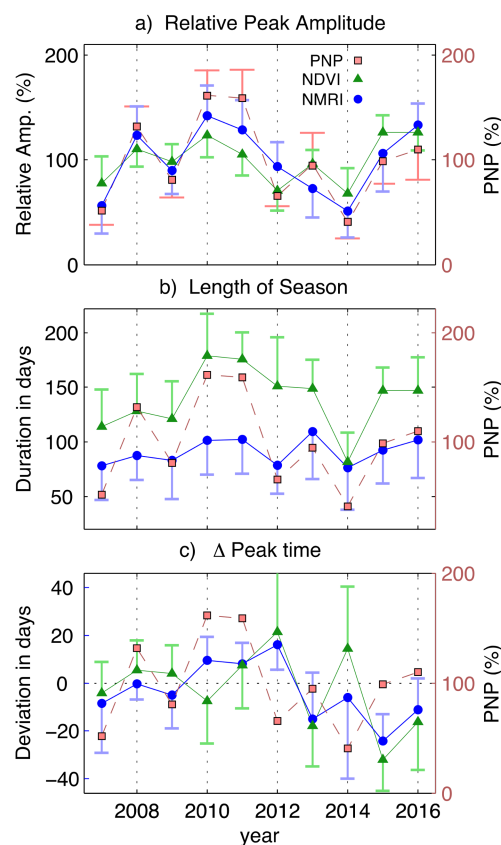 a) Relative Peak Amplitude
Relative Amp. (%)
200
100
0
PNP
NDVI
NMRI
200
100
0
PNP (%)
b) Length of Season
Duration in days
200
150
100
50
200
100
0
PNP (%)
c) Δ Peak time
Deviation in days
40
20
0
−20
−40
200
100
0
PNP (%)
2008 2010 2012 2014 2016
year